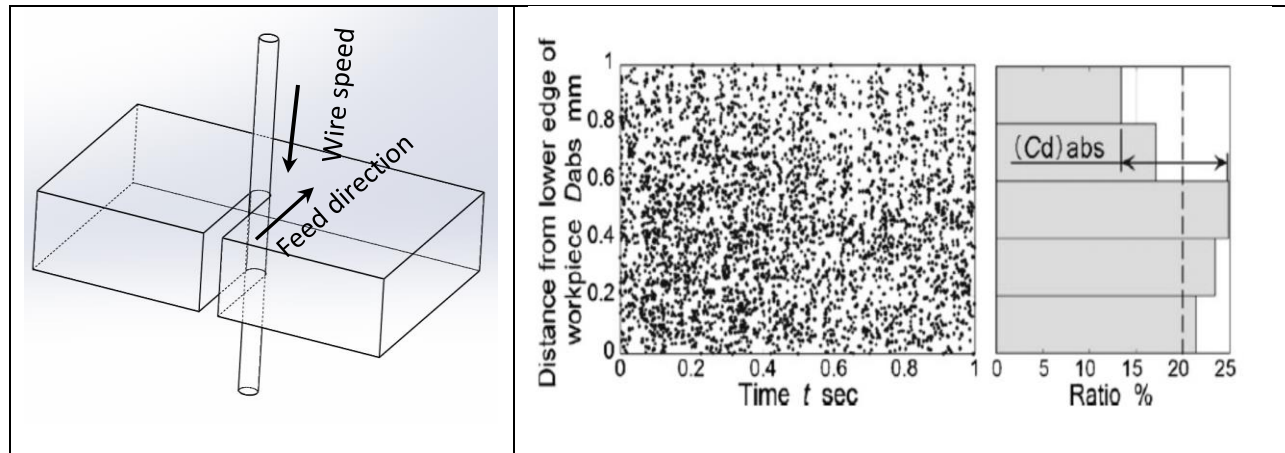 Wire speed
Feed direction
Distance from lower edge of
workpiece Dabs mm
1
0.8
0.6
0.4
0.2
0
0 0.2 0.4 0.6 0.8 1
Time t sec
(Cd) abs
0 5 10 15 20 25
Ratio %